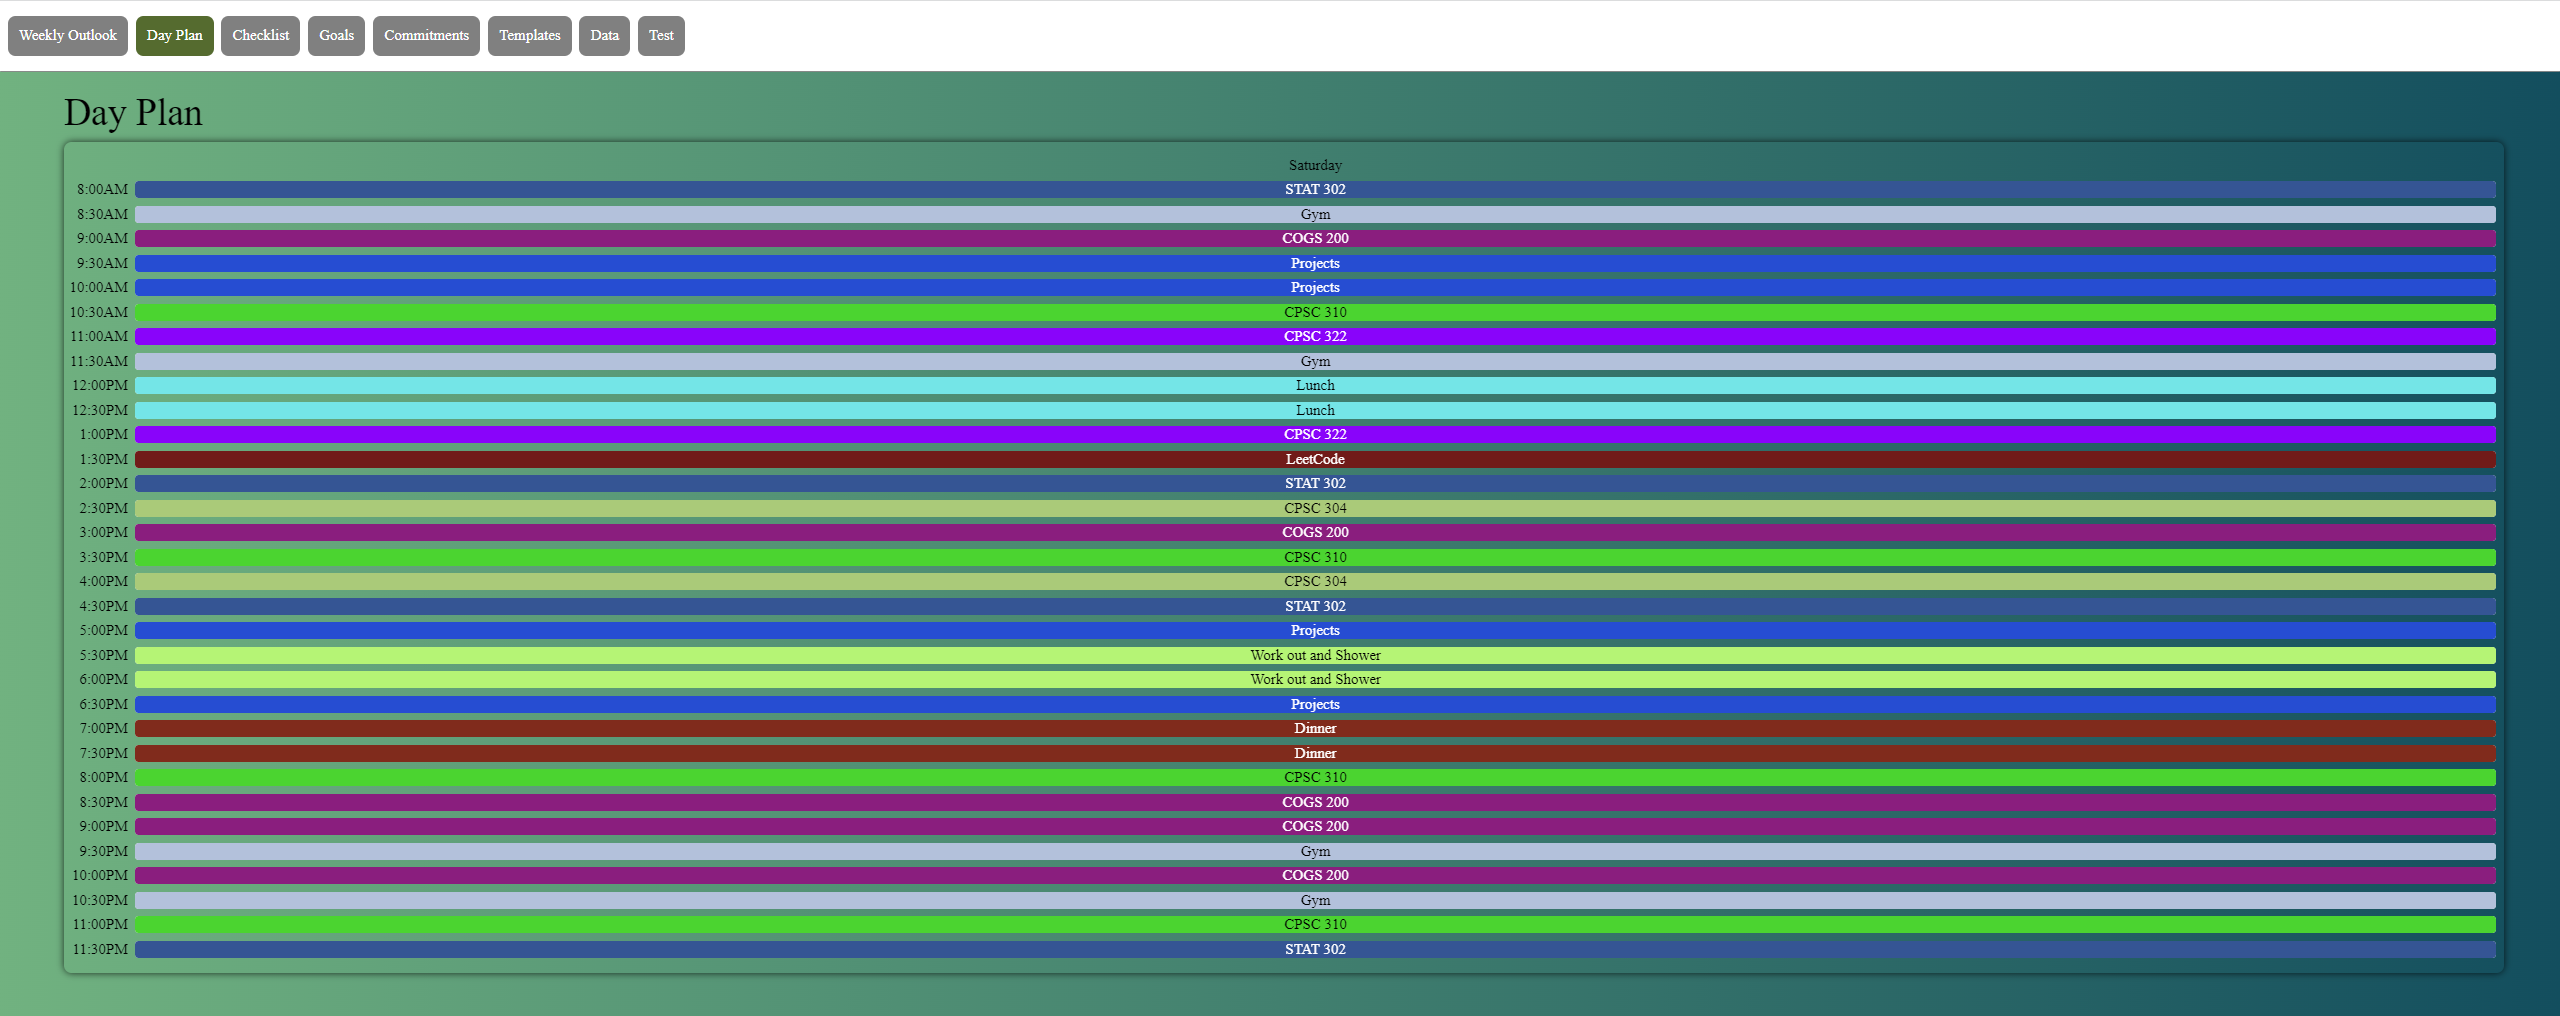 Weekly Outlook Day Plan Checklist Goals Commitments Templates Data Test
Day Plan
Saturday
8:00AM STAT 302
8:30AM Gym
9:00AM COGS 200
9:30AM Projects
10:00AM Projects
10:30AM CPSC 310
11:00AM CPSC 322
11:30AM Gym
12:00PM Lunch
12:30PM Lunch
1:00PM CPSC 322
1:30PM LeetCode
2:00PM STAT 302
2:30PM CPSC 304
3:00PM COGS 200
3:30PM CPSC 310
4:00PM CPSC 304
4:30PM STAT 302
5:00PM Projects
5:30PM Work out and Shower
6:00PM Work out and Shower
6:30PM Projects
7:00PM Dinner
7:30PM Dinner
8:00PM CPSC 310
8:30PM COGS 200
9:00PM COGS 200
9:30PM Gym
10:00PM COGS 200
10:30PM Gym
11:00PM CPSC 310
11:30PM STAT 302